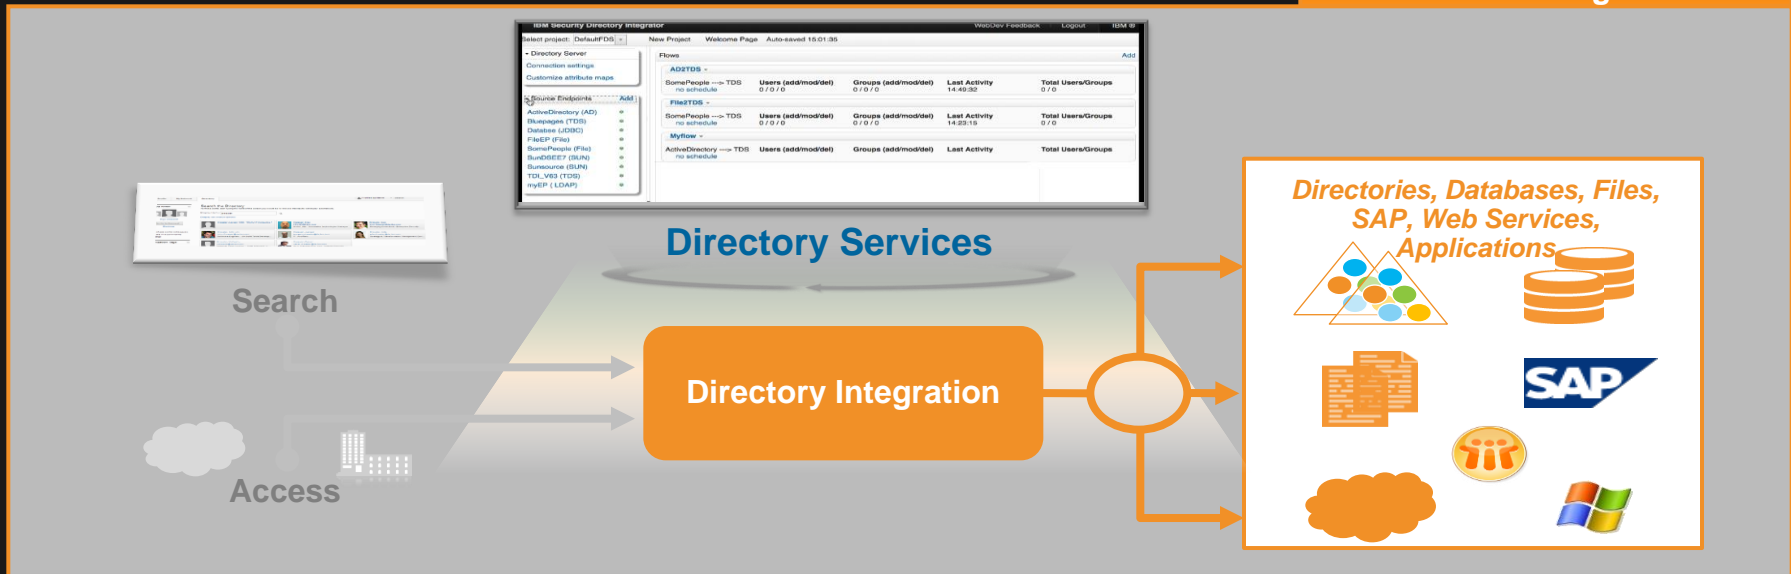 IBM Security Directory Integrator
WebDev Feedback Logout IBM ®
Select project: DefaultFDS New Project Welcome Page Auto-saved 15:01:35
Directory Server
Connection settings
Customize attribute maps
Source Endpoints Add
ActiveDirectory (AD)
Bluepages (TDS)
Databse (JDBC)
FileEP (File)
SomePeople (File)
SunDSEE7 (SUN)
Sunsource (SUN)
TDI_V63 (TDS)
myEP ( LDAP)
Flows Add
AD2TDS
SomePeople ---> TDS Users (add/mod/del) Groups (add/mod/del) Last Activity Total Users/Groups
no schedule 0 / 0 / 0 0 / 0 / 0 14:49:32 0 / 0
File2TDS
SomePeople ---> TDS Users (add/mod/del) Groups (add/mod/del) Last Activity Total Users/Groups
no schedule 0 / 0 / 0 0 / 0 / 0 14:23:15 0 / 0
Myflow
ActiveDirectory ---> TDS Users (add/mod/del) Groups (add/mod/del) Last Activity Total Users/Groups
no schedule
Search the Directory
Directory Services
Search
Access
Directory Integration
Directories, Databases, Files,
SAP, Web Services,
Applications
SAP